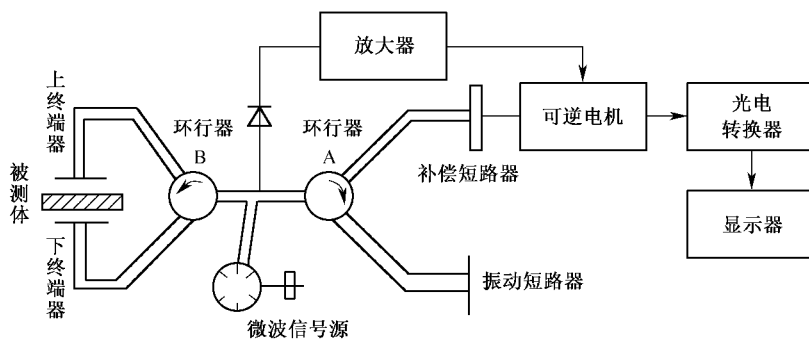 放大器
上终端器
环行器
B
环行器
A
可逆电机
光电
转换器
补偿短路器
被测体
下终端器
显示器
振动短路器
微波信号源